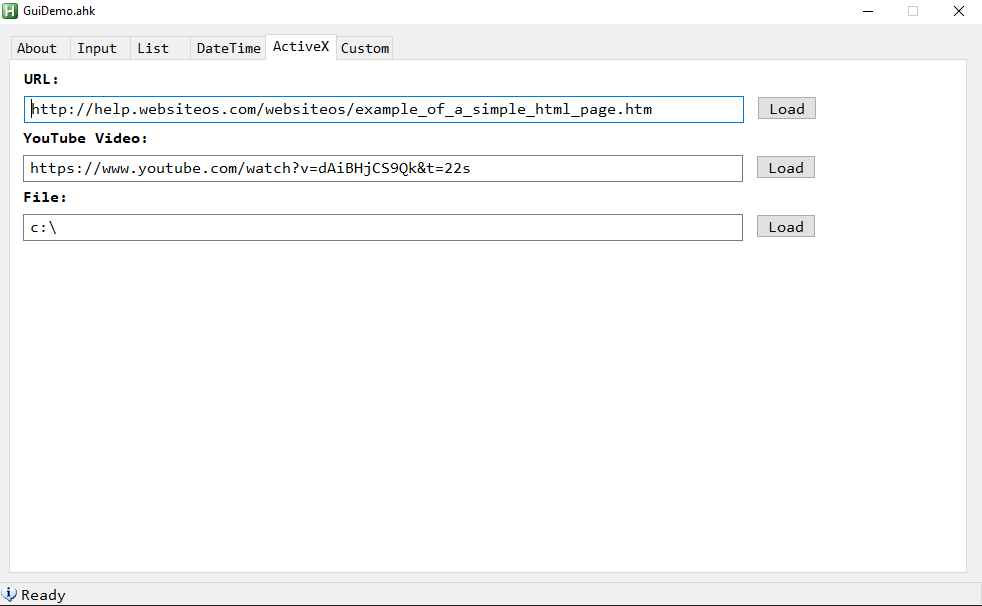 GuiDemo.ahk
About Input List DateTime ActiveX Custom
URL:
http://help.websiteos.com/websiteos/example_of_a_simple_html_page.htm Load
YouTube Video:
https://www.youtube.com/watch?v=dAiBHjCS9Qk&t=22s Load
File:
c:\ Load
Ready